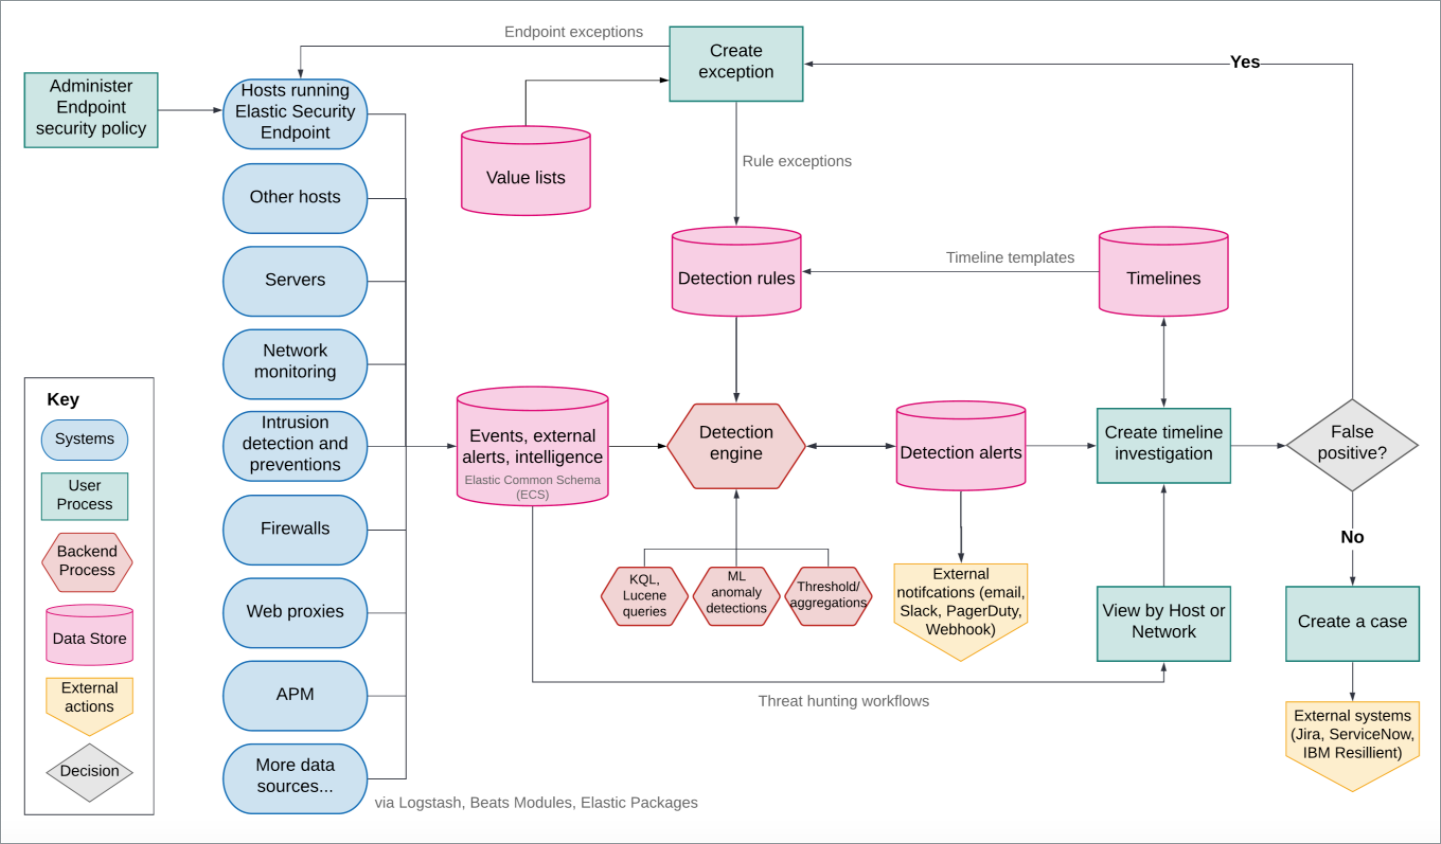 Endpoint exceptions
Create
exception
Yes
Administer
Endpoint
security policy
Hosts running
Elastic Security
Endpoint
Value lists
Rule exceptions
Other hosts
Servers
Detection rules
Timeline templates
Timelines
Network
monitoring
Key
Systems
User
Process
Backend
Process
Data Store
External
actions
Decision
Intrusion
detection and
preventions
Events, external
alerts, intelligence
Elastic Common Schema
(ECS)
Detection
engine
Detection alerts
Create timeline
investigation
False
positive?
Firewalls
No
KQL,
Lucene
queries
ML
anomaly
detections
Threshold/
aggregations
External
notifcations (email,
Slack, PagerDuty,
Webhook)
View by Host or
Network
Create a case
Web proxies
APM
Threat hunting workflows
External systems
(Jira, ServiceNow,
IBM Resillient)
More data
sources...
via Logstash, Beats Modules, Elastic Packages